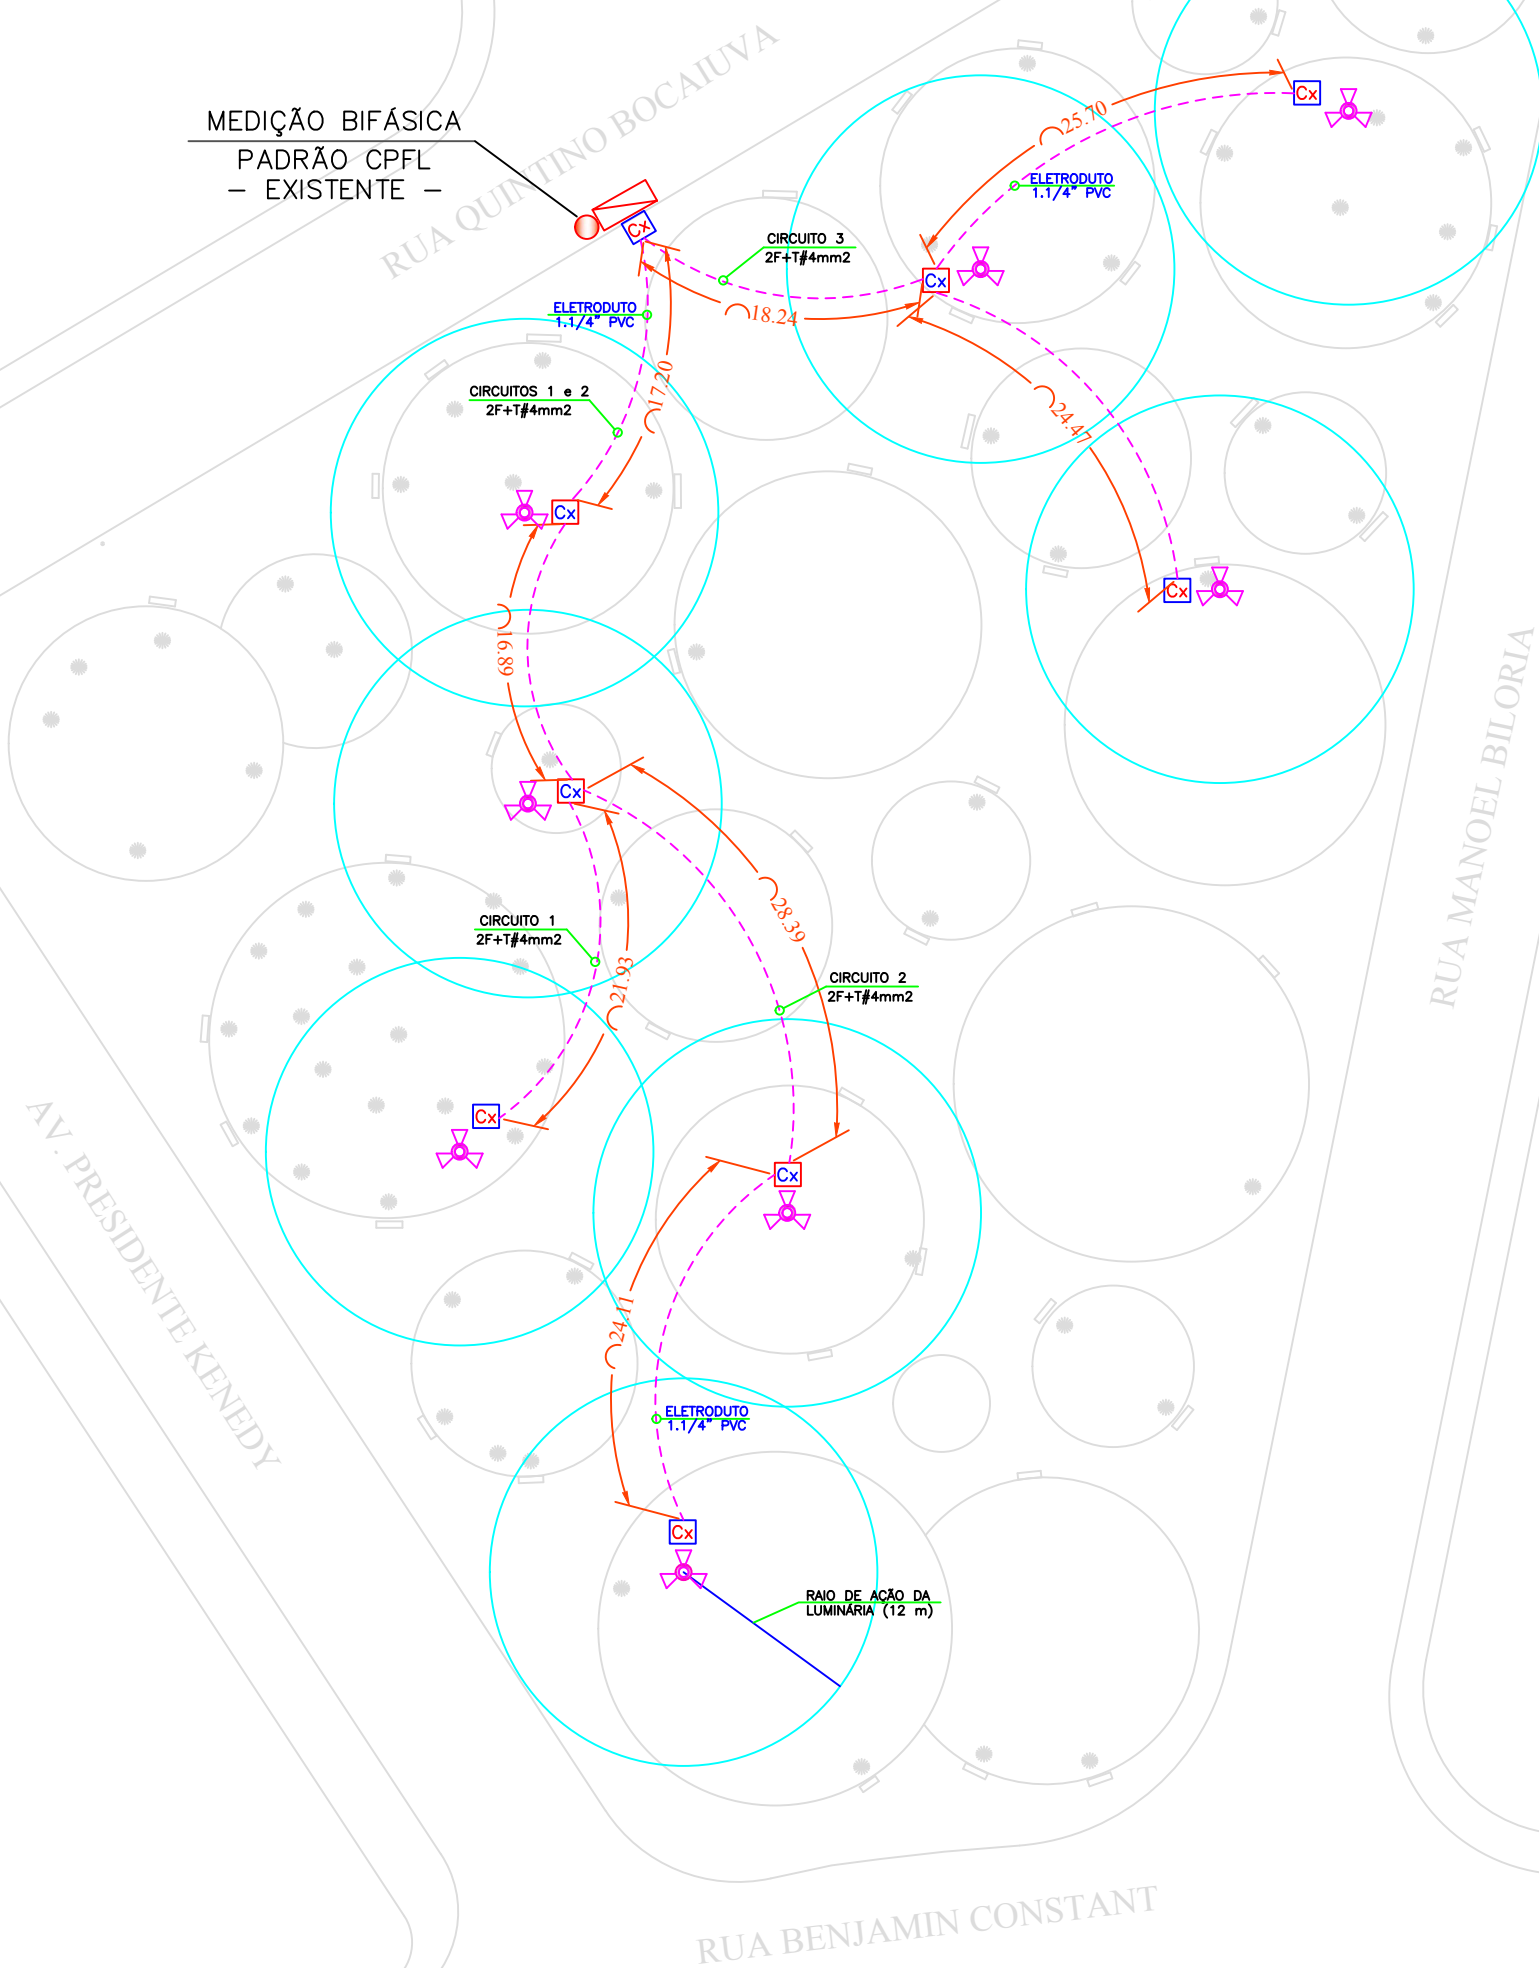 MEDIÇÃO BIFÁSICA
PADRÃO CPFL
– EXISTENTE –
RUA QUINTINO BOCAIUVA
Cx
25.70
Cx
ELETRODUTO
1.1/4" PVC
CIRCUITO 3
2F+T#4mm2
Cx
18.24
ELETRODUTO
1.1/4" PVC
17.20
CIRCUITOS 1 e 2
2F+T#4mm2
24.47
Cx
Cx
16.89
RUA MANOEL BILORIA
Cx
28.39
CIRCUITO 1
2F+T#4mm2
21.93
CIRCUITO 2
2F+T#4mm2
Cx
AV. PRESIDENTE KENEDY
Cx
24.11
ELETRODUTO
1.1/4" PVC
Cx
RAIO DE AÇÃO DA
LUMINÁRIA (12 m)
RUA BENJAMIN CONSTANT